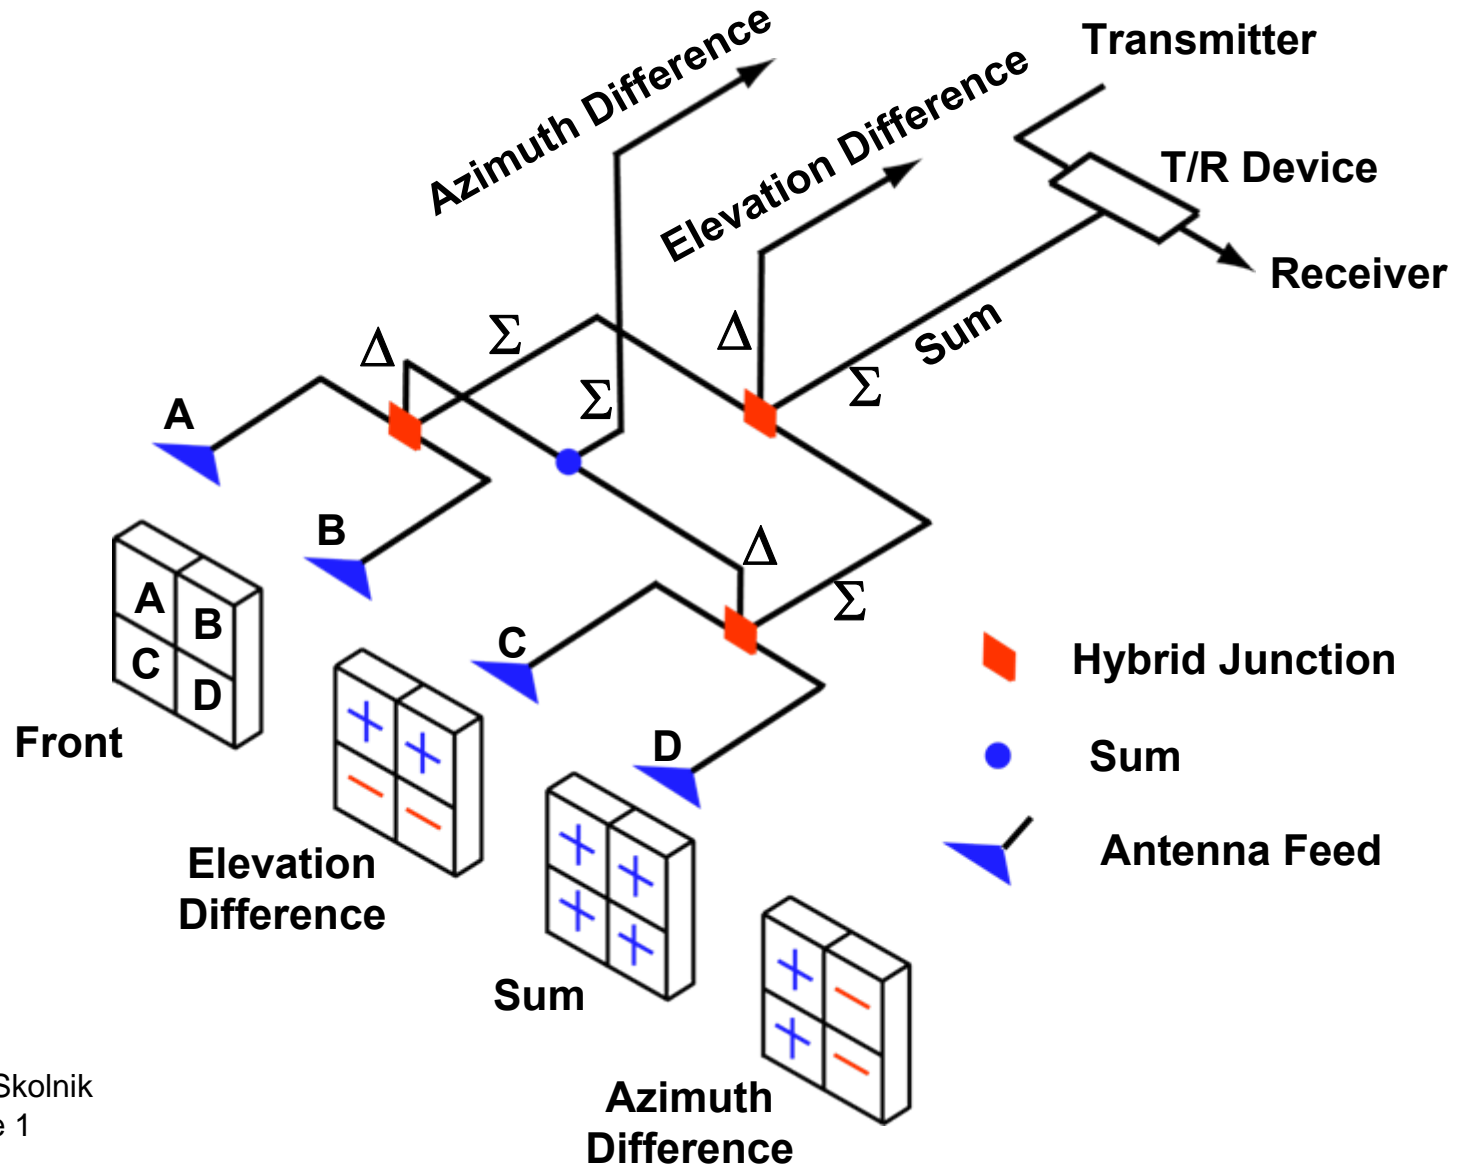 Transmitter
Azimuth Difference
Elevation Difference
T/R Device
Receiver
Sum
Δ
Σ
Δ
Σ
Σ
A
B
Δ
Σ
C
D
A
B
C
D
Front
Hybrid Junction
Sum
Antenna Feed
+
+
−
−
Elevation
Difference
+
+
+
+
Sum
+
−
+
−
Azimuth
Difference
Skolnik
1